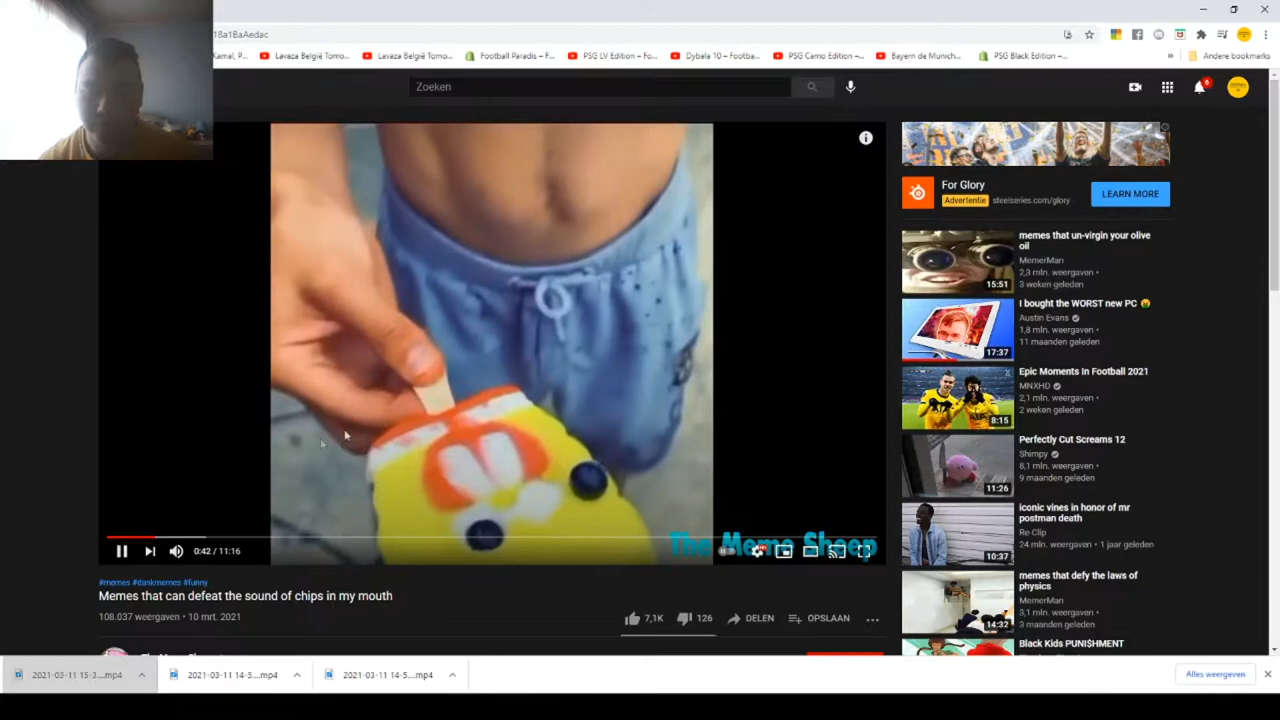 18a1BaAedac
Kamal, P...
Lavaza België Tomo...
Lavaza België Tomo...
Football Paradis – F...
PSG LV Edition – Fo...
Dybala 10 – Footba...
PSG Camo Edition –...
Bayern de Munich...
PSG Black Edition –...
»
Andere bookmarks
Zoeken
6
For Glory
Advertentie steelseries.com/glory
LEARN MORE
memes that un-virgin your olive
oil
MemerMan
2,3 mln. weergaven •
3 weken geleden
15:51
I bought the WORST new PC
Austin Evans
1,8 mln. weergaven •
11 maanden geleden
17:37
Epic Moments In Football 2021
MNXHD
2,1 mln. weergaven •
2 weken geleden
8:15
Perfectly Cut Screams 12
Shimpy
8,1 mln. weergaven •
9 maanden geleden
11:26
iconic vines in honor of mr
postman death
Re-Clip
24 mln. weergaven • 1 jaar geleden
10:37
memes that defy the laws of
physics
MemerMan
3,1 mln. weergaven •
3 maanden geleden
14:32
Black Kids PUNI$HMENT
The Meme Sheep
0:42 / 11:16
#memes #dankmemes #funny
Memes that can defeat the sound of chips in my mouth
108.037 weergaven • 10 mrt. 2021
7,1K
126
DELEN
OPSLAAN
2021-03-11 15-3....mp4
2021-03-11 14-5....mp4
2021-03-11 14-5....mp4
Alles weergeven